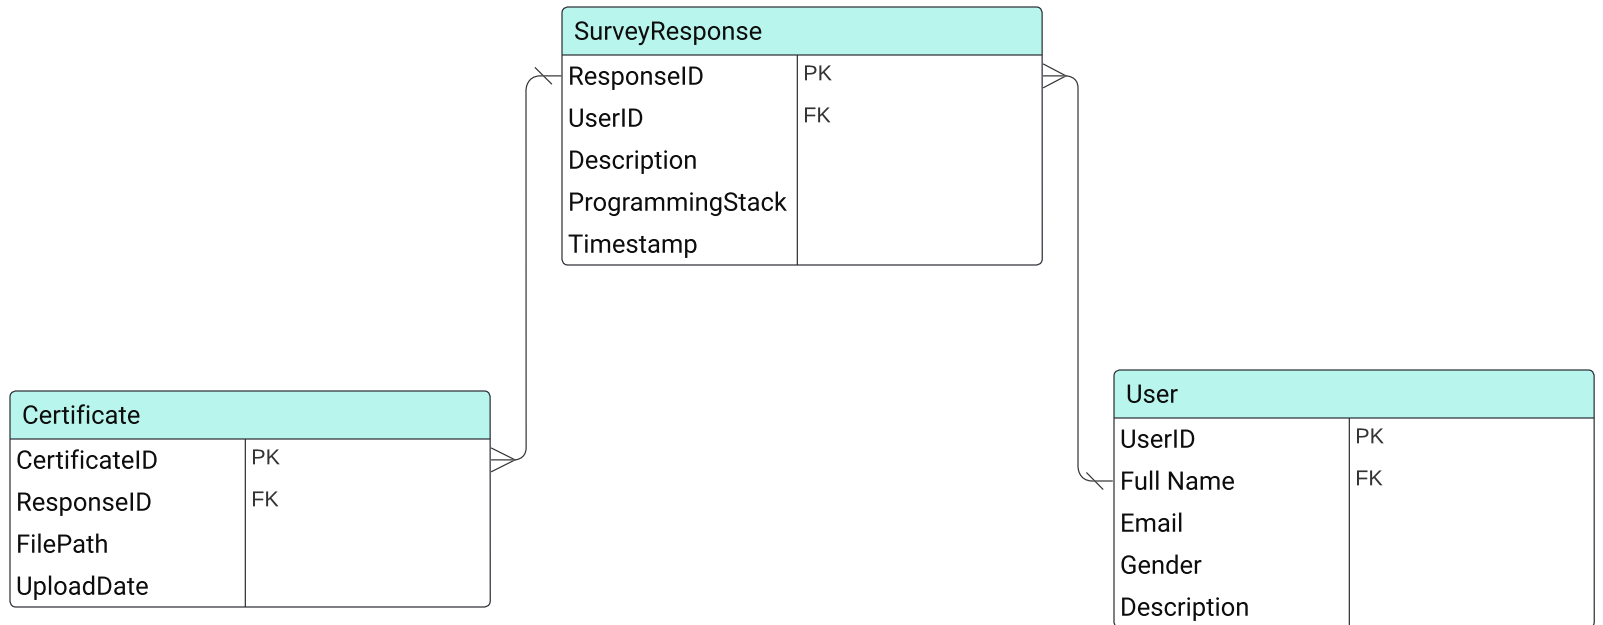 SurveyResponse
ResponseID PK
UserID FK
Description
ProgrammingStack
Timestamp
Certificate
CertificateID PK
ResponseID FK
FilePath
UploadDate
User
UserID PK
Full Name FK
Email
Gender
Description